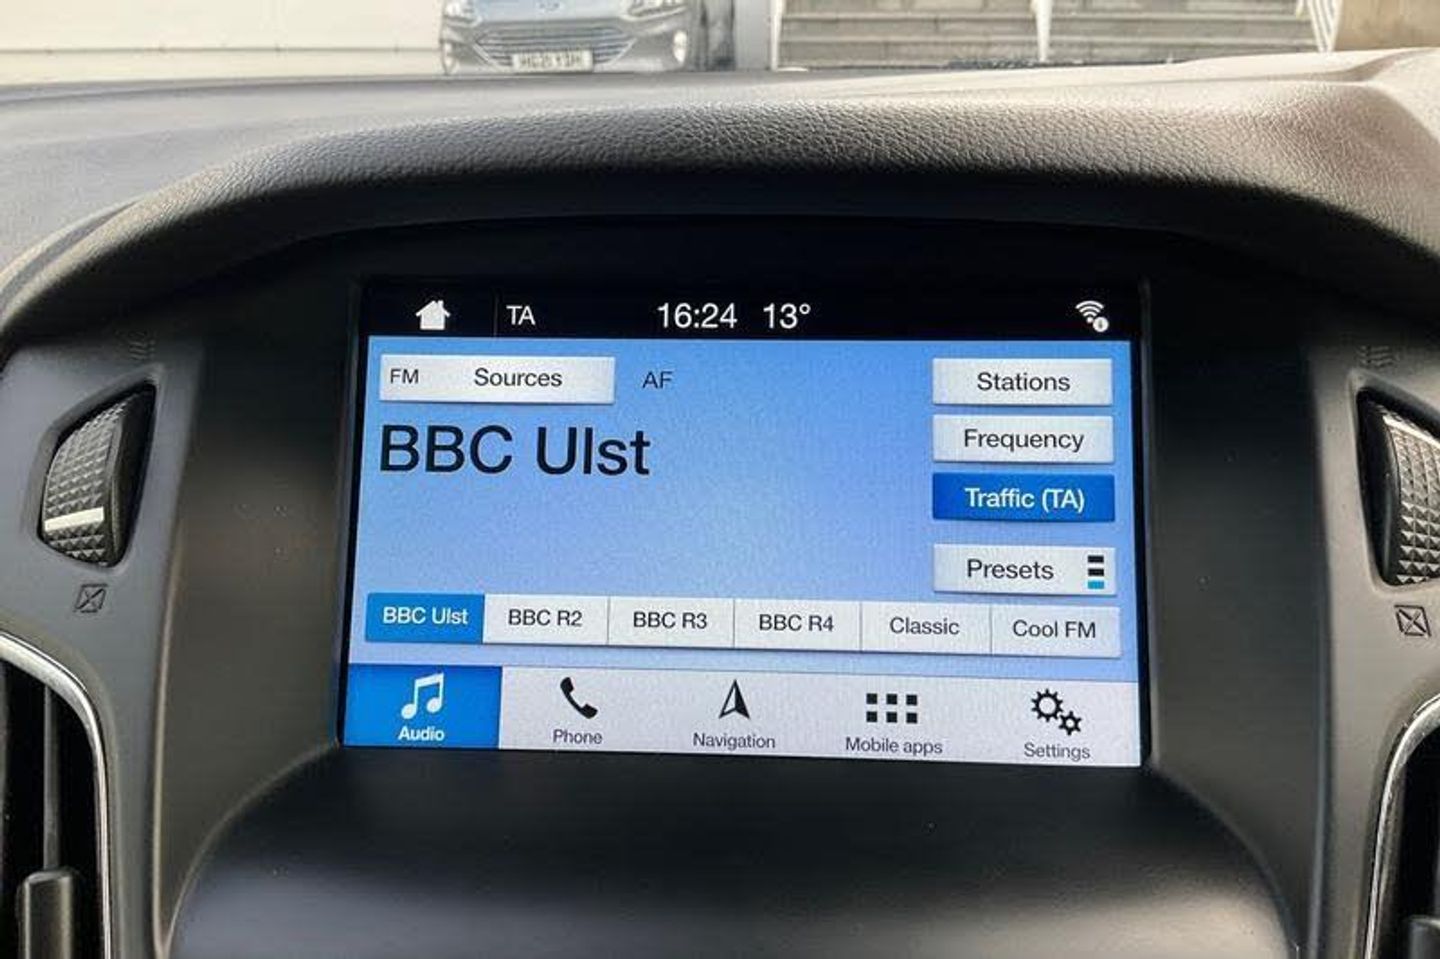 TA 16:24 13°
FM Sources AF Stations
BBC Ulst
Frequency
Traffic (TA)
Presets
BBC Ulst BBC R2 BBC R3 BBC R4 Classic Cool FM
Audio Phone Navigation Mobile apps Settings